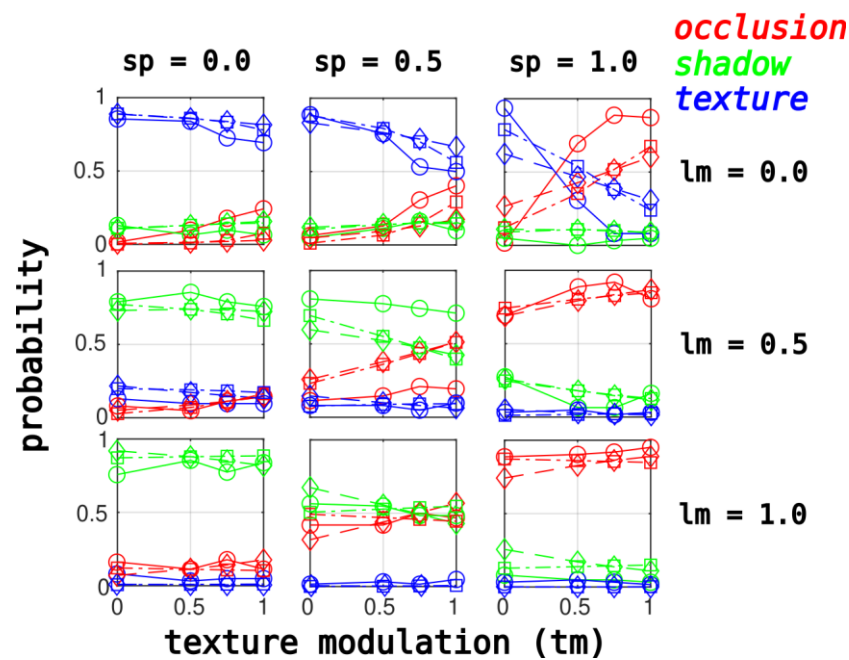 occlusion
shadow
texture
sp = 0.0 sp = 0.5 sp = 1.0
1
0.5
0
lm = 0.0
1
0.5
0
lm = 0.5
1
0.5
0
lm = 1.0
probability
0 0.5 1 0 0.5 1 0 0.5 1
texture modulation (tm)